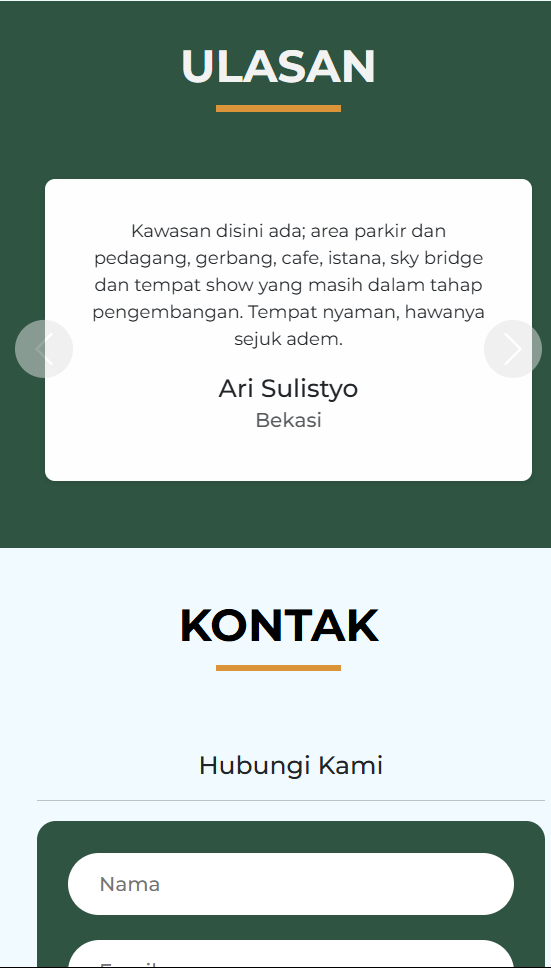 ULASAN
Kawasan disini ada; area parkir dan
pedagang, gerbang, cafe, istana, sky bridge
dan tempat show yang masih dalam tahap
pengembangan. Tempat nyaman, hawanya
sejuk adem.
Ari Sulistyo
Bekasi
KONTAK
Hubungi Kami
Nama